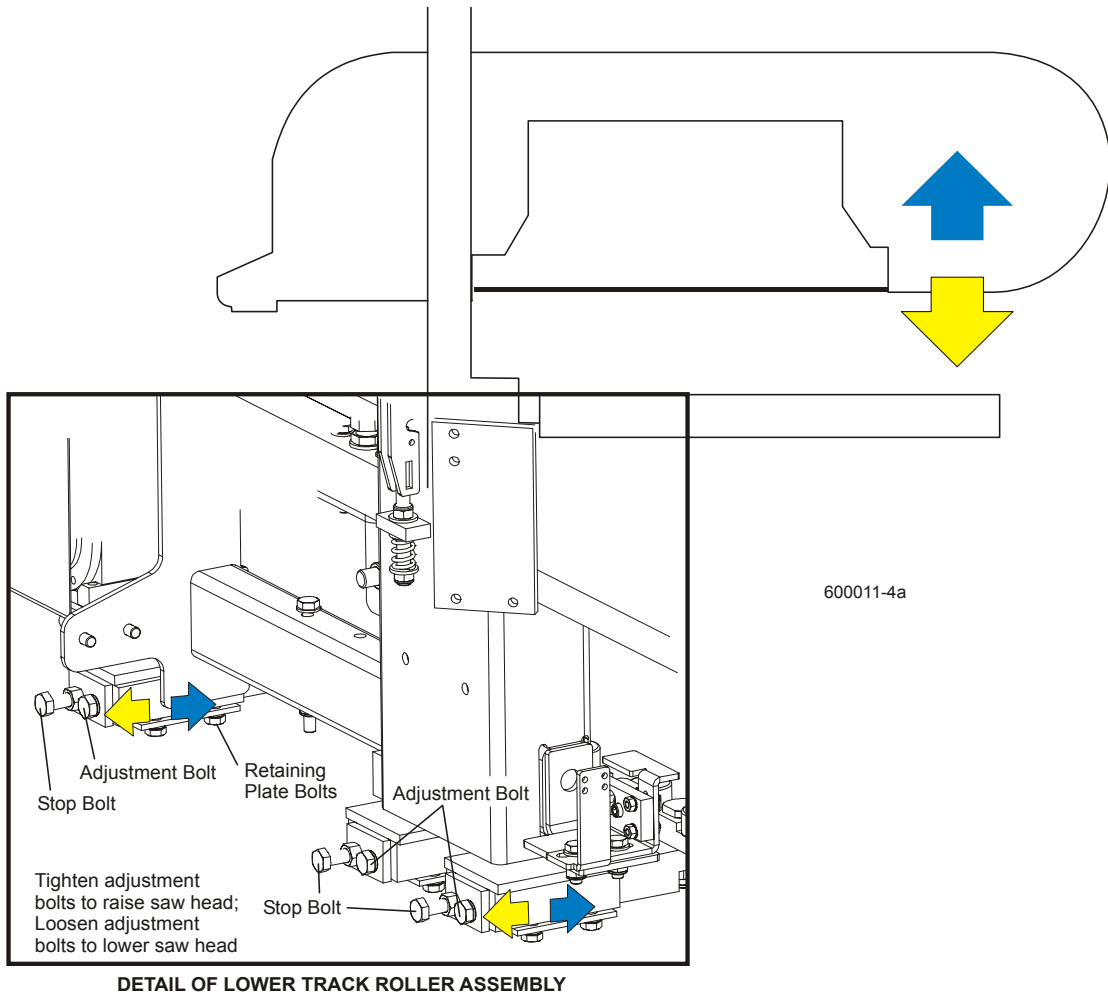 600011-4a
Adjustment Bolt
Stop Bolt
Retaining
Plate Bolts
Adjustment Bolt
Stop Bolt
Tighten adjustment
bolts to raise saw head;
Loosen adjustment
bolts to lower saw head
DETAIL OF LOWER TRACK ROLLER ASSEMBLY